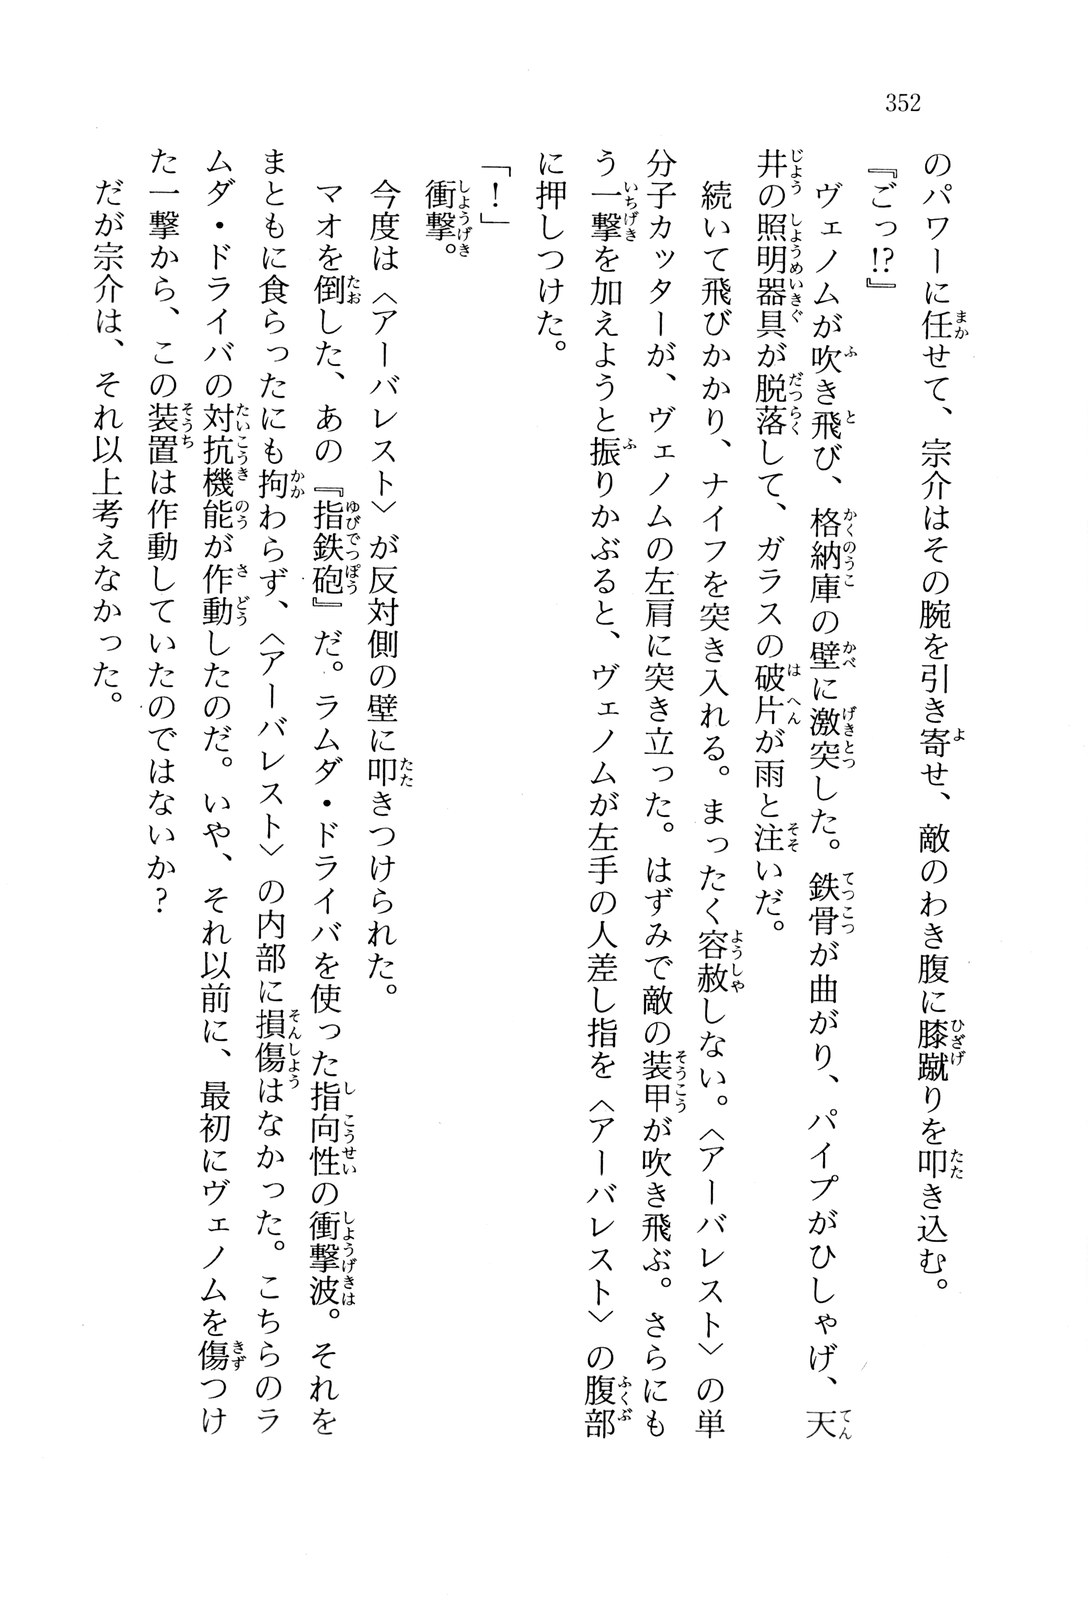 352
のパワーに任せて、宗介はその腕を引き寄せ、敵のわき腹に膝蹴りを叩き込む。
『ごっ!?』
　ヴェノムが吹き飛び、格納庫の壁に激突した。鉄骨が曲がり、パイプがひしゃげ、天
井の照明器具が脱落して、ガラスの破片が雨と注いだ。
　続いて飛びかかり、ナイフを突き入れる。まったく容赦しない。〈アーバレスト〉の単
分子カッターが、ヴェノムの左肩に突き立った。はずみで敵の装甲が吹き飛ぶ。さらにも
う一撃を加えようと振りかぶると、ヴェノムが左手の人差し指を〈アーバレスト〉の腹部
に押しつけた。
「！」
　衝撃。
　今度は〈アーバレスト〉が反対側の壁に叩きつけられた。
　マオを倒した、あの『指鉄砲』だ。ラムダ・ドライバを使った指向性の衝撃波。それを
まともに食らったにも拘わらず、〈アーバレスト〉の内部に損傷はなかった。こちらのラ
ムダ・ドライバの対抗機能が作動したのだ。いや、それ以前に、最初にヴェノムを傷つけ
た一撃から、この装置は作動していたのではないか？
　だが宗介は、それ以上考えなかった。